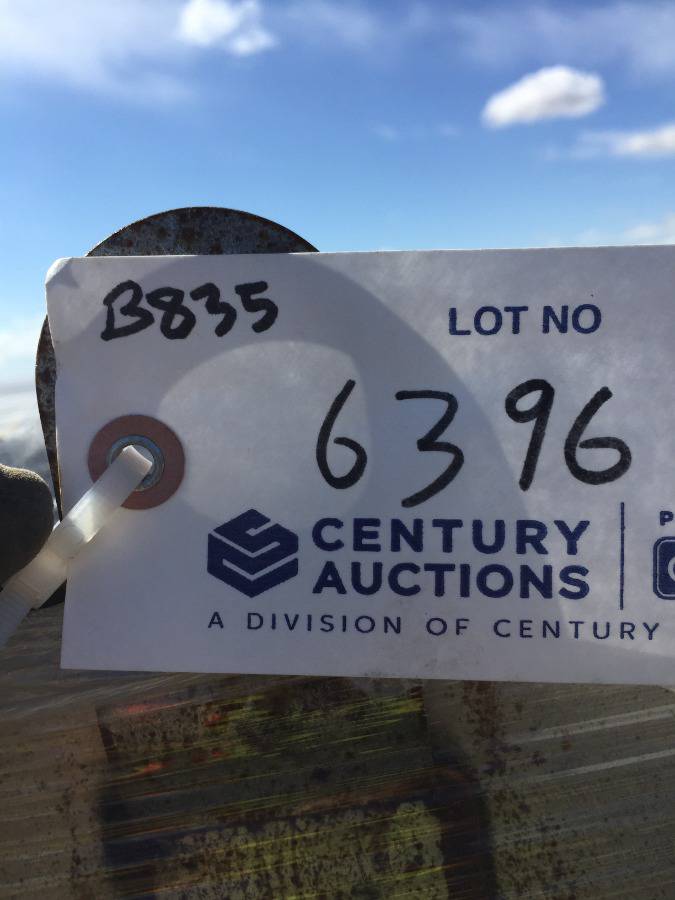 B835
LOT NO
6396
CENTURY
AUCTIONS
P
A DIVISION OF CENTURY